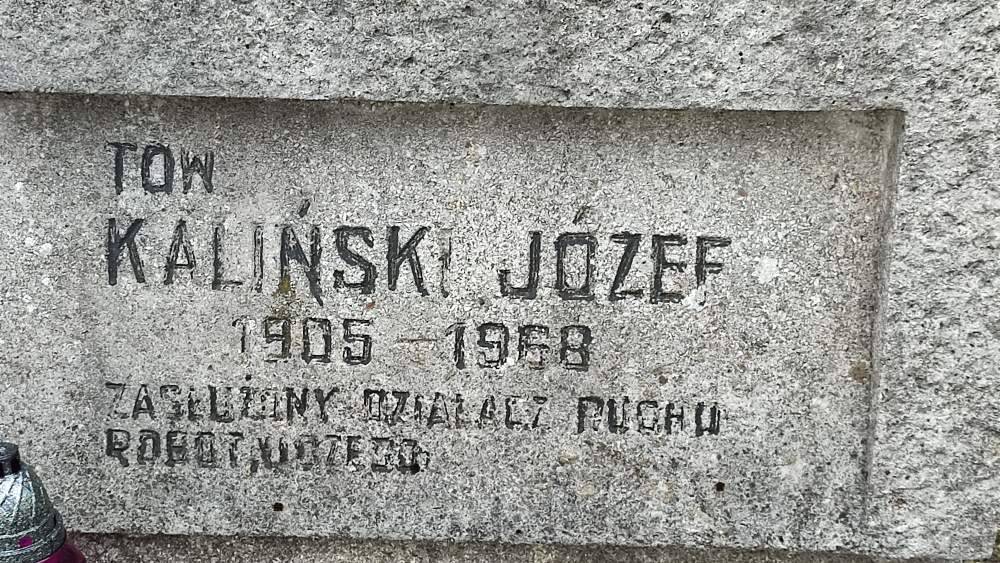 TOW
KALIŃSKI JÓZEF
1905 - 1968
ZASŁUŻONY DZIAŁACZ RUCHU
ROBOTNICZEGO